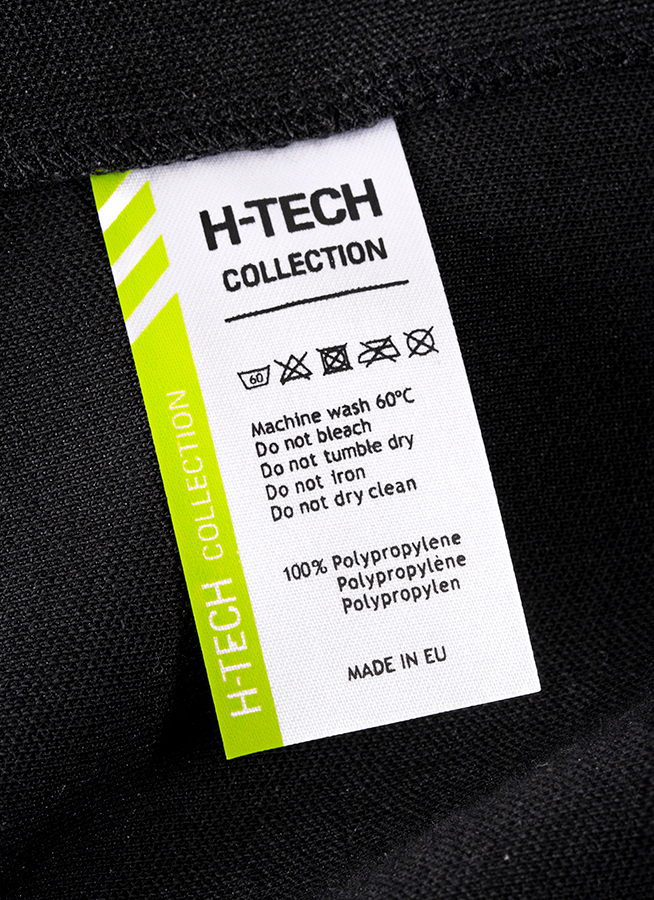 H-TECH
COLLECTION
60
Machine wash 60°C
Do not bleach
Do not tumble dry
Do not iron
Do not dry clean
100% Polypropylene
Polypropylène
Polypropylen
MADE IN EU
H-TECH COLLECTION